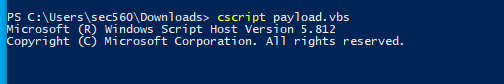 PS C:\Users\sec560\Downloads> cscript payload.vbs
Microsoft (R) Windows Script Host Version 5.812
Copyright (C) Microsoft Corporation. All rights reserved.